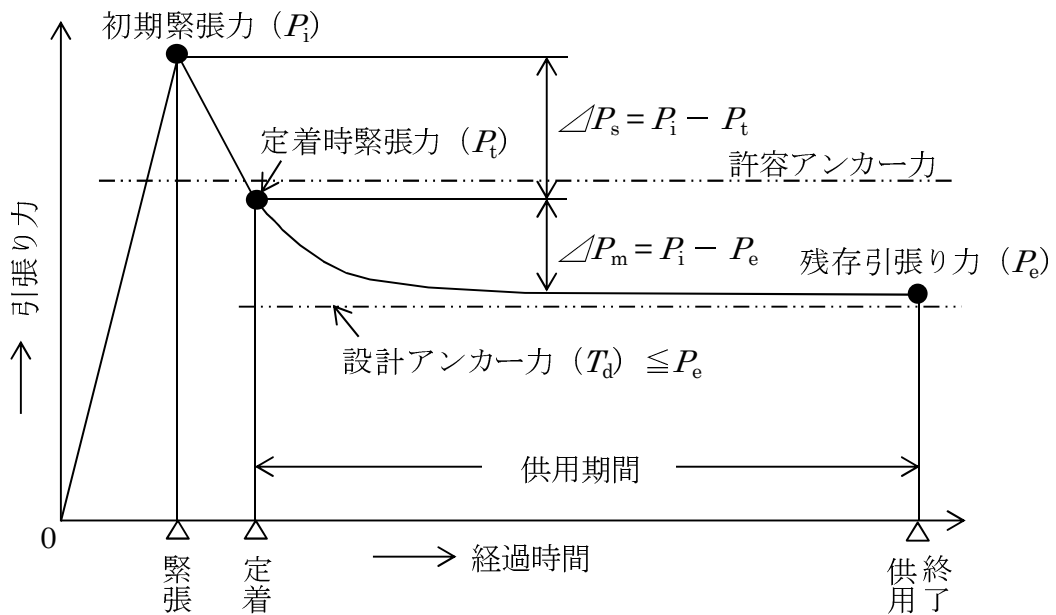 初期緊張力（Pi）
⊿Ps = Pi − Pt
定着時緊張力（Pt）
許容アンカー力
⊿Pm = Pi − Pe
残存引張り力（Pe）
引張り力
設計アンカー力（Td）≦Pe
供用期間
0
経過時間
緊張
定着
供用
終了